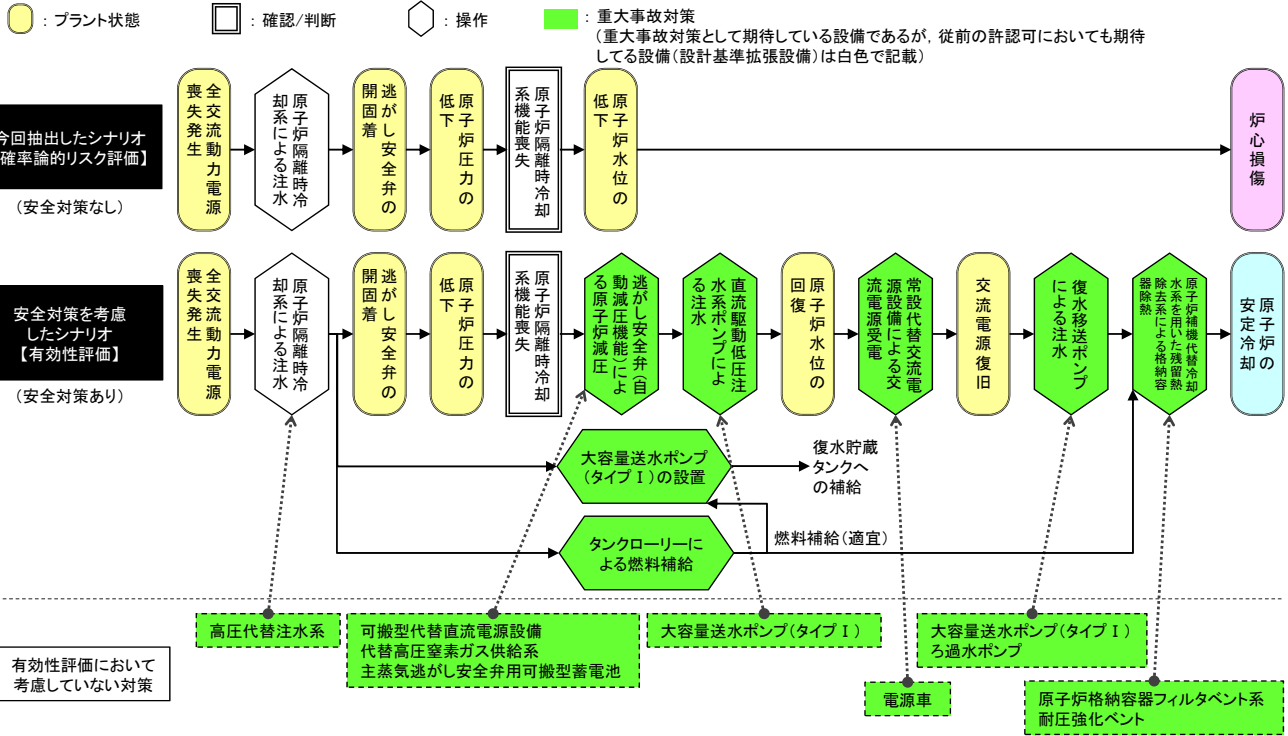 ：プラント状態
：確認/判断
：操作
：重大事故対策
（重大事故対策として期待している設備であるが，従前の許認可においても期待
してる設備（設計基準拡張設備）は白色で記載）
今回抽出したシナリオ
確率論的リスク評価】
（安全対策なし）
全交流動力電源
喪失発生
原子炉隔離時冷
却系による注水
逃がし安全弁の
開固着
原子炉圧力の
低下
原子炉隔離時冷却
系機能喪失
原子炉水位の
低下
炉心損傷
安全対策を考慮
したシナリオ
【有効性評価】
（安全対策あり）
全交流動力電源
喪失発生
原子炉隔離時冷
却系による注水
逃がし安全弁の
開固着
原子炉圧力の
低下
原子炉隔離時冷却
系機能喪失
逃がし安全弁（自
動減圧機能）によ
る原子炉減圧
直流駆動低圧注
水系ポンプによ
る注水
原子炉水位の
回復
常設代替交流電
源設備による交
流電源受電
交流電源復旧
復水移送ポンプ
による注水
原子炉補機代替冷却
水系を用いた残留熱
除去系による格納容
器除熱
原子炉の
安定冷却
大容量送水ポンプ
（タイプⅠ）の設置
復水貯蔵
タンクへ
の補給
タンクローリーに
よる燃料補給
燃料補給（適宜）
有効性評価において
考慮していない対策
高圧代替注水系
可搬型代替直流電源設備
代替高圧窒素ガス供給系
主蒸気逃がし安全弁用可搬型蓄電池
大容量送水ポンプ（タイプⅠ）
電源車
大容量送水ポンプ（タイプⅠ）
ろ過水ポンプ
原子炉格納容器フィルタベント系
耐圧強化ベント